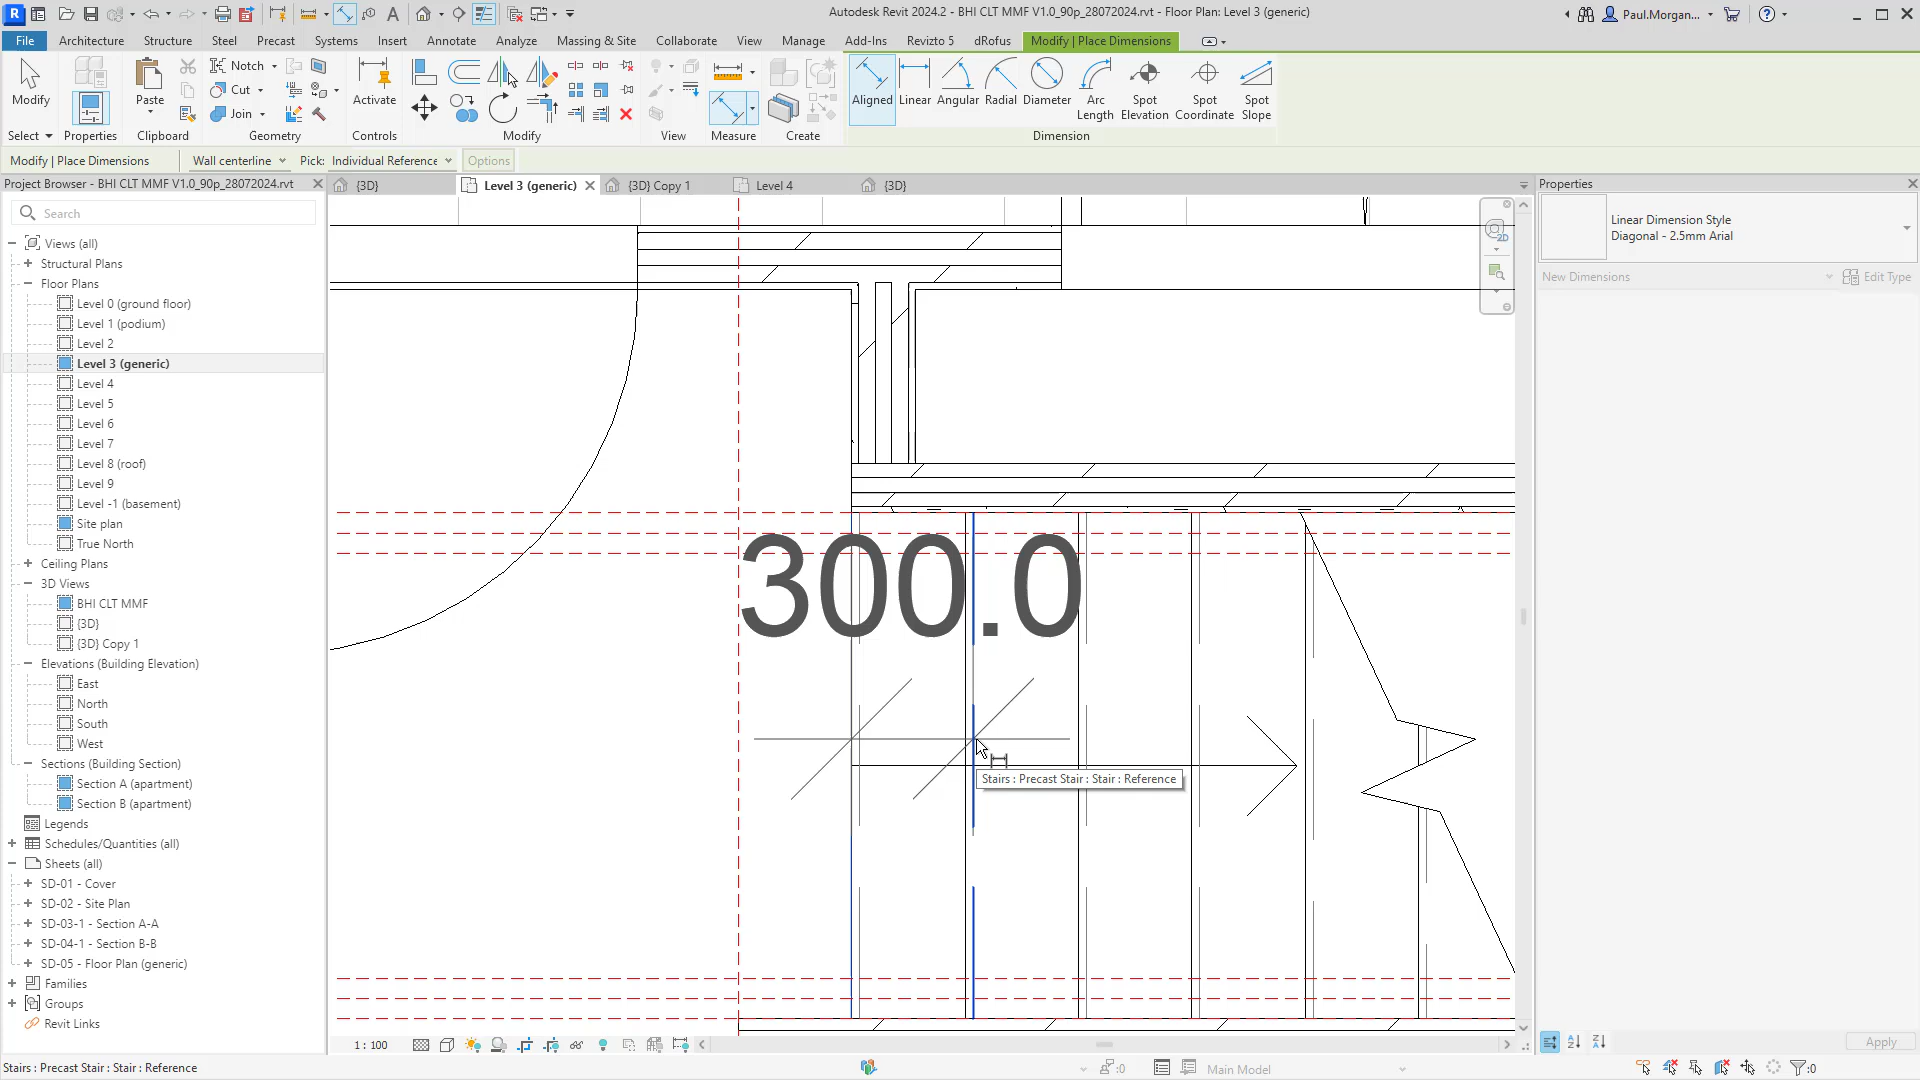 Autodesk Revit 2024.2 - BHI CLT MMF V1.0_90p_28072024.rvt - Floor Plan: Level 3 (generic)
Paul.Morgan...
File
Architecture
Structure
Steel
Precast
Systems
Insert
Annotate
Analyze
Massing & Site
Collaborate
View
Manage
Add-Ins
Revizto 5
dRofus
Modify | Place Dimensions
Modify
Paste
Notch
Cut
Join
Activate
Aligned
Linear
Angular
Radial
Diameter
Arc
Length
Spot
Elevation
Spot
Coordinate
Spot
Slope
Select
Properties
Clipboard
Geometry
Controls
Modify
View
Measure
Create
Dimension
Modify | Place Dimensions
Wall centerline
Pick:
Individual Reference
Options
Project Browser - BHI CLT MMF V1.0_90p_28072024.rvt
{3D}
Level 3 (generic)
{3D} Copy 1
Level 4
{3D}
Properties
Search
Views (all)
Structural Plans
Floor Plans
Level 0 (ground floor)
Level 1 (podium)
Level 2
Level 3 (generic)
Level 4
Level 5
Level 6
Level 7
Level 8 (roof)
Level 9
Level -1 (basement)
Site plan
True North
Ceiling Plans
3D Views
BHI CLT MMF
{3D}
{3D} Copy 1
Elevations (Building Elevation)
East
North
South
West
Sections (Building Section)
Section A (apartment)
Section B (apartment)
Legends
Schedules/Quantities (all)
Sheets (all)
SD-01 - Cover
SD-02 - Site Plan
SD-03-1 - Section A-A
SD-04-1 - Section B-B
SD-05 - Floor Plan (generic)
Families
Groups
Revit Links
2D
300.0
Stairs : Precast Stair : Stair : Reference
Linear Dimension Style
Diagonal - 2.5mm Arial
New Dimensions
Edit Type
1 : 100
Apply
Stairs : Precast Stair : Stair : Reference
:0
Main Model
:0